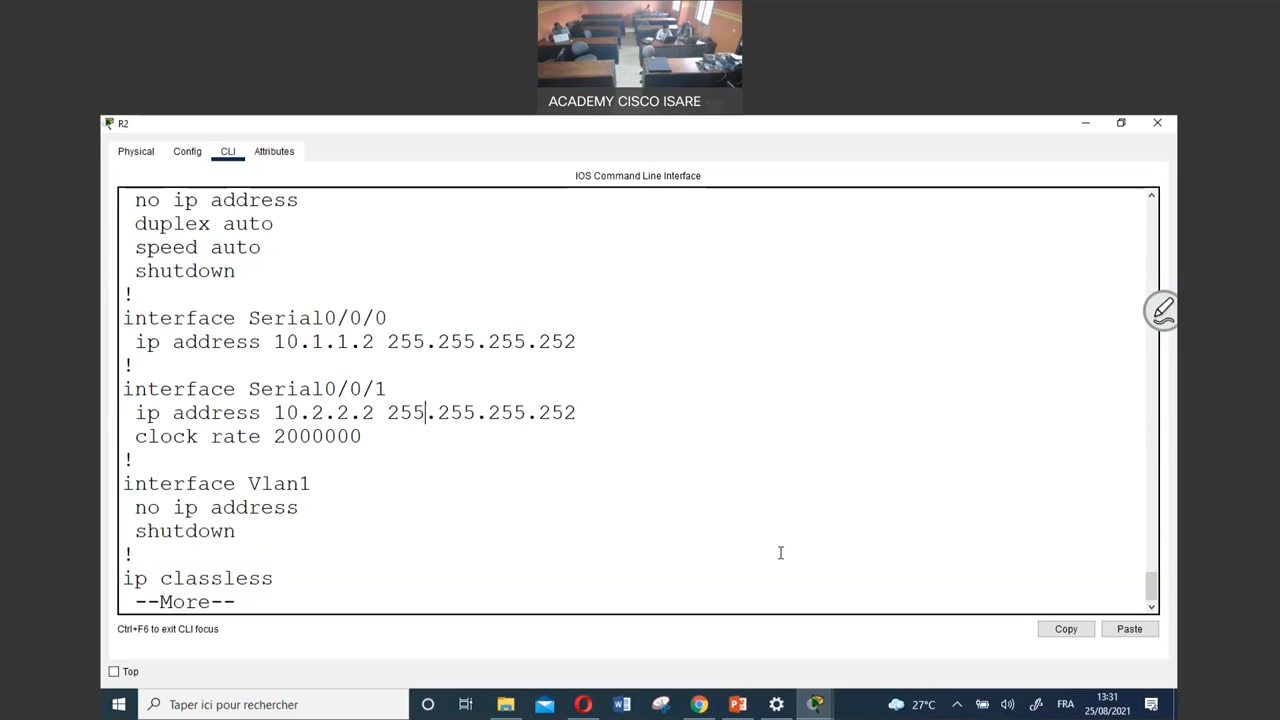 ACADEMY CISCO ISARE
R2
Physical Config CLI Attributes
IOS Command Line Interface
no ip address
duplex auto
speed auto
shutdown
!
interface Serial0/0/0
ip address 10.1.1.2 255.255.255.252
!
interface Serial0/0/1
ip address 10.2.2.2 255.255.255.252
clock rate 2000000
!
interface Vlan1
no ip address
shutdown
!
ip classless
--More--
Ctrl+F6 to exit CLI focus
Copy Paste
Top
Taper ici pour rechercher
27°C
FRA
13:31
25/08/2021